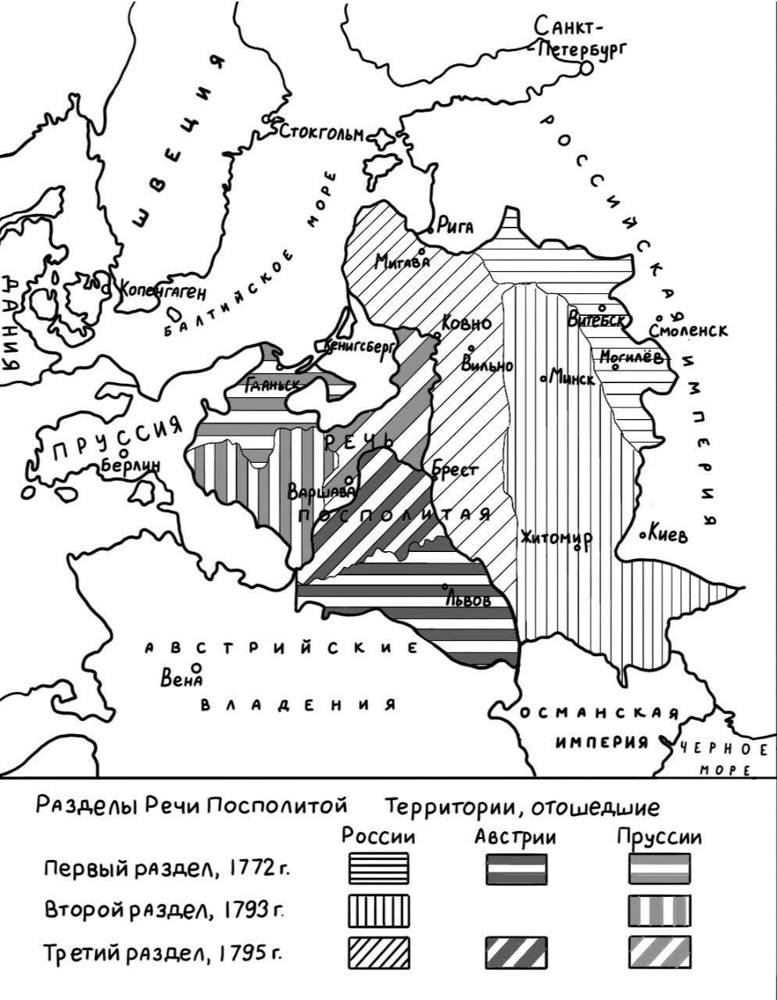 САНКТ-
-ПЕТЕРБУРГ
СТОКГОЛЬМ
ШВЕЦИЯ
РОССИЙСКАЯ ИМПЕРИЯ
БАЛТИЙСКОЕ МОРЕ
РИГА
МИТАВА
ДАНИЯ
КОПЕНГАГЕН
КОВНО
ВИТЕБСК
СМОЛЕНСК
КЕНИГСБЕРГ
ВИЛЬНО
МОГИЛЁВ
ГДАНЬСК
МИНСК
ПРУССИЯ
РЕЧЬ
БЕРЛИН
БРЕСТ
ВАРШАВА
ПОСПОЛИТАЯ
ЖИТОМИР
КИЕВ
ЛЬВОВ
АВСТРИЙСКИЕ
ВЕНА
ВЛАДЕНИЯ
ОСМАНСКАЯ
ИМПЕРИЯ
ЧЕРНОЕ
МОРЕ
РАЗДЕЛЫ РЕЧИ ПОСПОЛИТОЙ ТЕРРИТОРИИ, ОТОШЕДШИЕ
РОССИИ АВСТРИИ ПРУССИИ
ПЕРВЫЙ РАЗДЕЛ, 1772 г.
ВТОРОЙ РАЗДЕЛ, 1793 г.
ТРЕТИЙ РАЗДЕЛ, 1795 г.